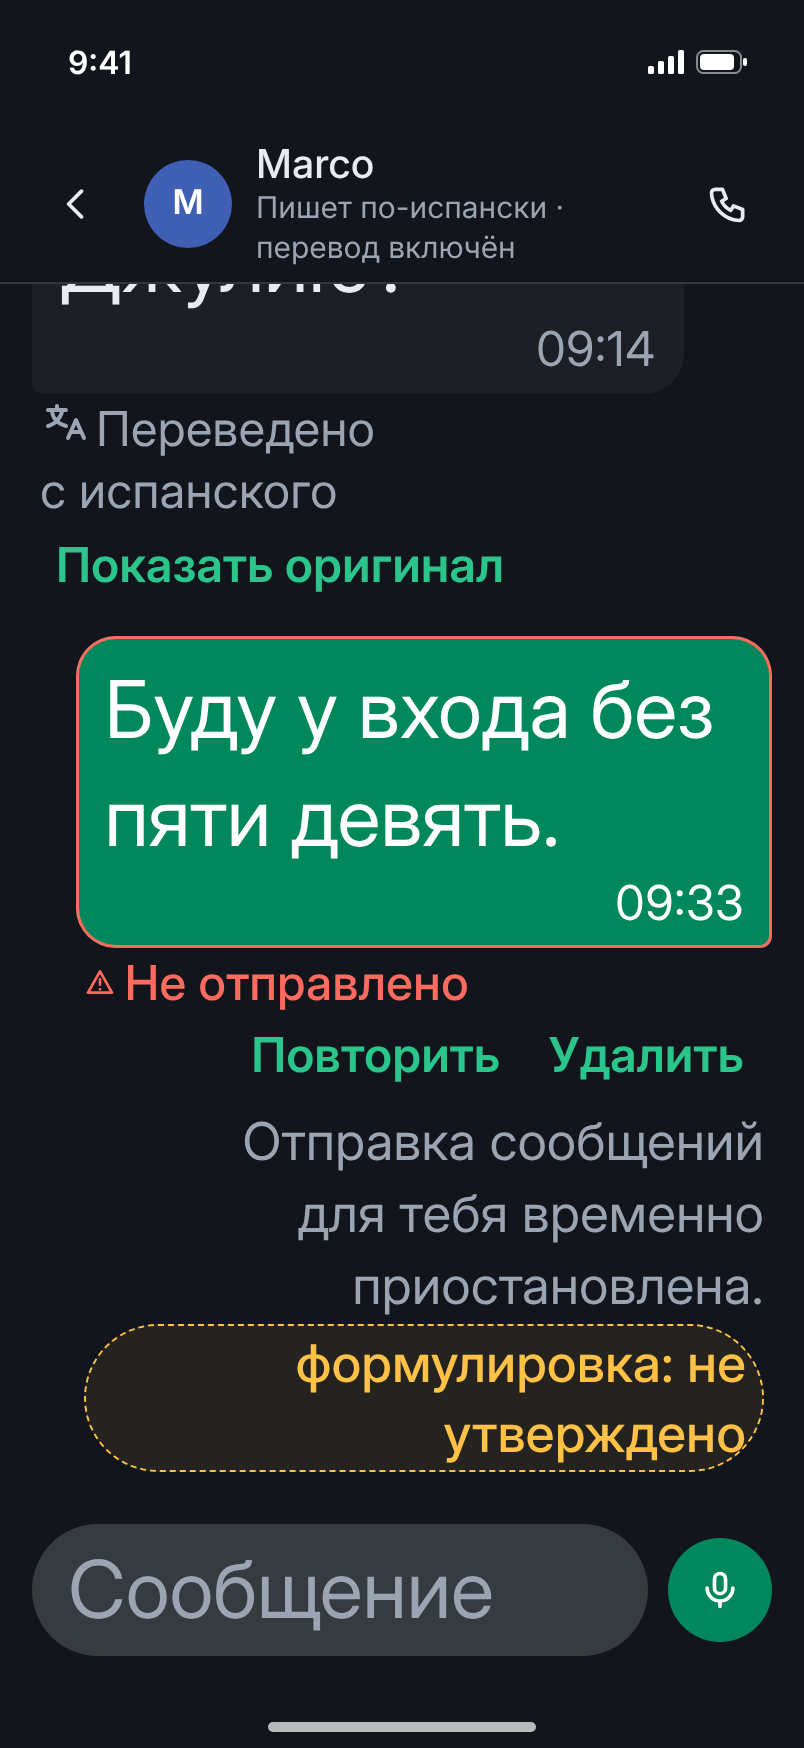 9:41
M
Marco
Пишет по-испански ·
перевод включён
09:14
Переведено
с испанского
Показать оригинал
Буду у входа без
пяти девять.
09:33
Не отправлено
Повторить Удалить
Отправка сообщений
для тебя временно
приостановлена.
формулировка: не
утверждено
Сообщение